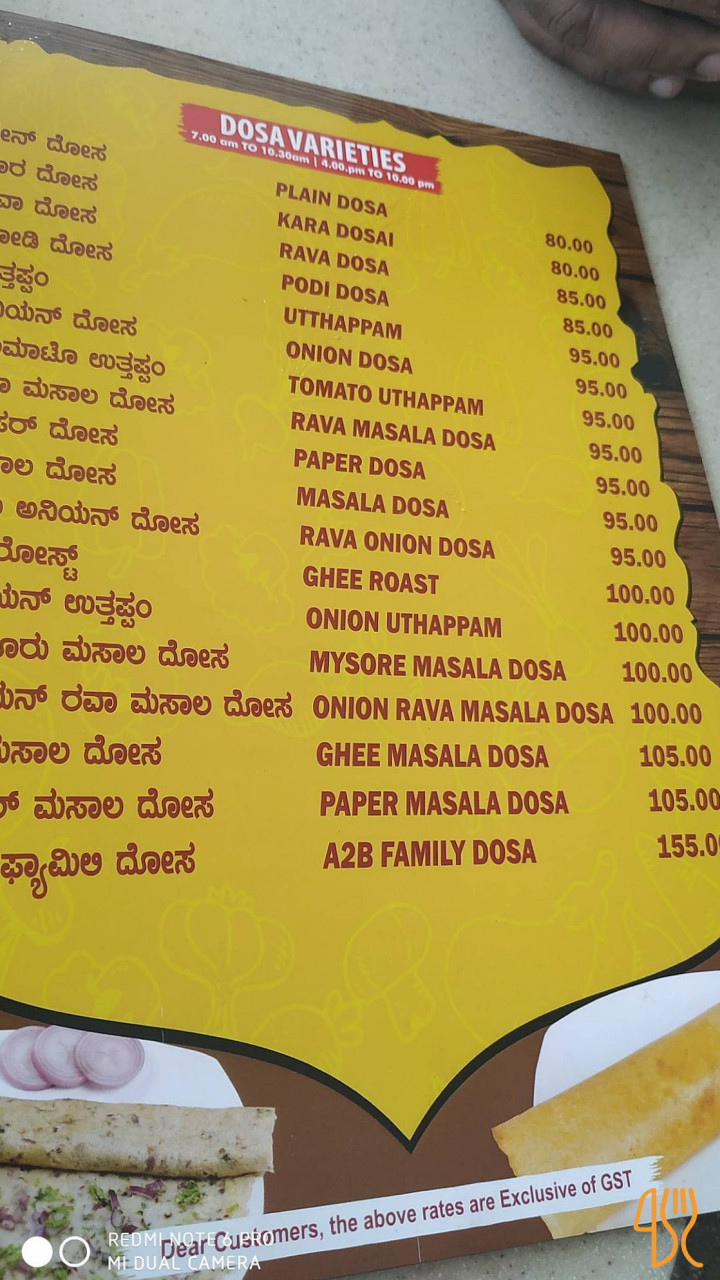 DOSA VARIETIES
7.00 am TO 10.30am | 4.00.pm TO 10.00 pm
ದೋಸ PLAIN DOSA 80.00
ದೋಸ KARA DOSAI 80.00
ದೋಸ RAVA DOSA 85.00
ದೋಸ PODI DOSA 85.00
UTTHAPPAM 95.00
ದೋಸ ONION DOSA 95.00
ಉತ್ತಪ್ಪಂ TOMATO UTHAPPAM 95.00
ಮಸಾಲ ದೋಸ RAVA MASALA DOSA 95.00
ದೋಸ PAPER DOSA 95.00
ದೋಸ MASALA DOSA 95.00
ಅನಿಯನ್ ದೋಸ RAVA ONION DOSA 95.00
ರೋಸ್ಟ್ GHEE ROAST 100.00
ಉತ್ತಪ್ಪಂ ONION UTHAPPAM 100.00
ಮಸಾಲ ದೋಸ MYSORE MASALA DOSA 100.00
ರವಾ ಮಸಾಲ ದೋಸ ONION RAVA MASALA DOSA 100.00
ಮಸಾಲ ದೋಸ GHEE MASALA DOSA 105.00
ಮಸಾಲ ದೋಸ PAPER MASALA DOSA 105.00
ಫ್ಯಾಮಿಲಿ ದೋಸ A2B FAMILY DOSA 155.0
Dear Customers, the above rates are Exclusive of GST
REDMI NOTE 6 PRO
MI DUAL CAMERA